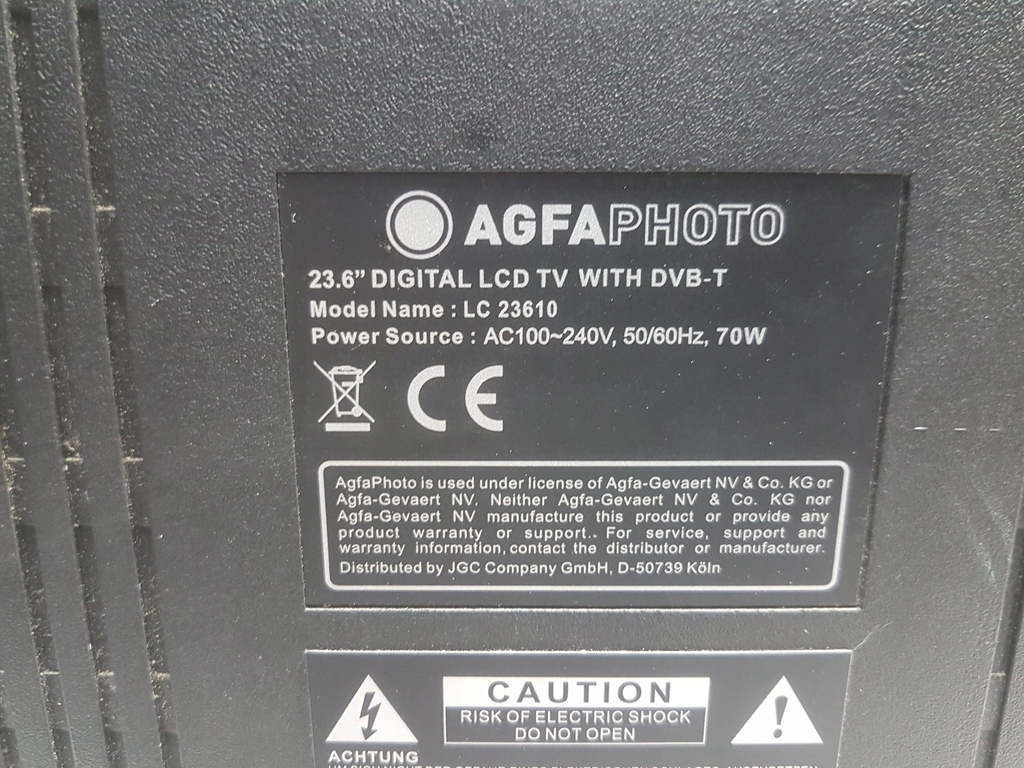 AGFAPHOTO
23.6" DIGITAL LCD TV WITH DVB-T
Model Name : LC 23610
Power Source : AC100~240V, 50/60Hz, 70W
CE
AgfaPhoto is used under license of Agfa-Gevaert NV & Co. KG or
Agfa-Gevaert NV. Neither Agfa-Gevaert NV & Co. KG nor
Agfa-Gevaert NV manufacture this product or provide any
product warranty or support.. For service, support and
warranty information, contact the distributor or manufacturer.
Distributed by JGC Company GmbH, D-50739 Köln
CAUTION
RISK OF ELECTRIC SHOCK
DO NOT OPEN
ACHTUNG